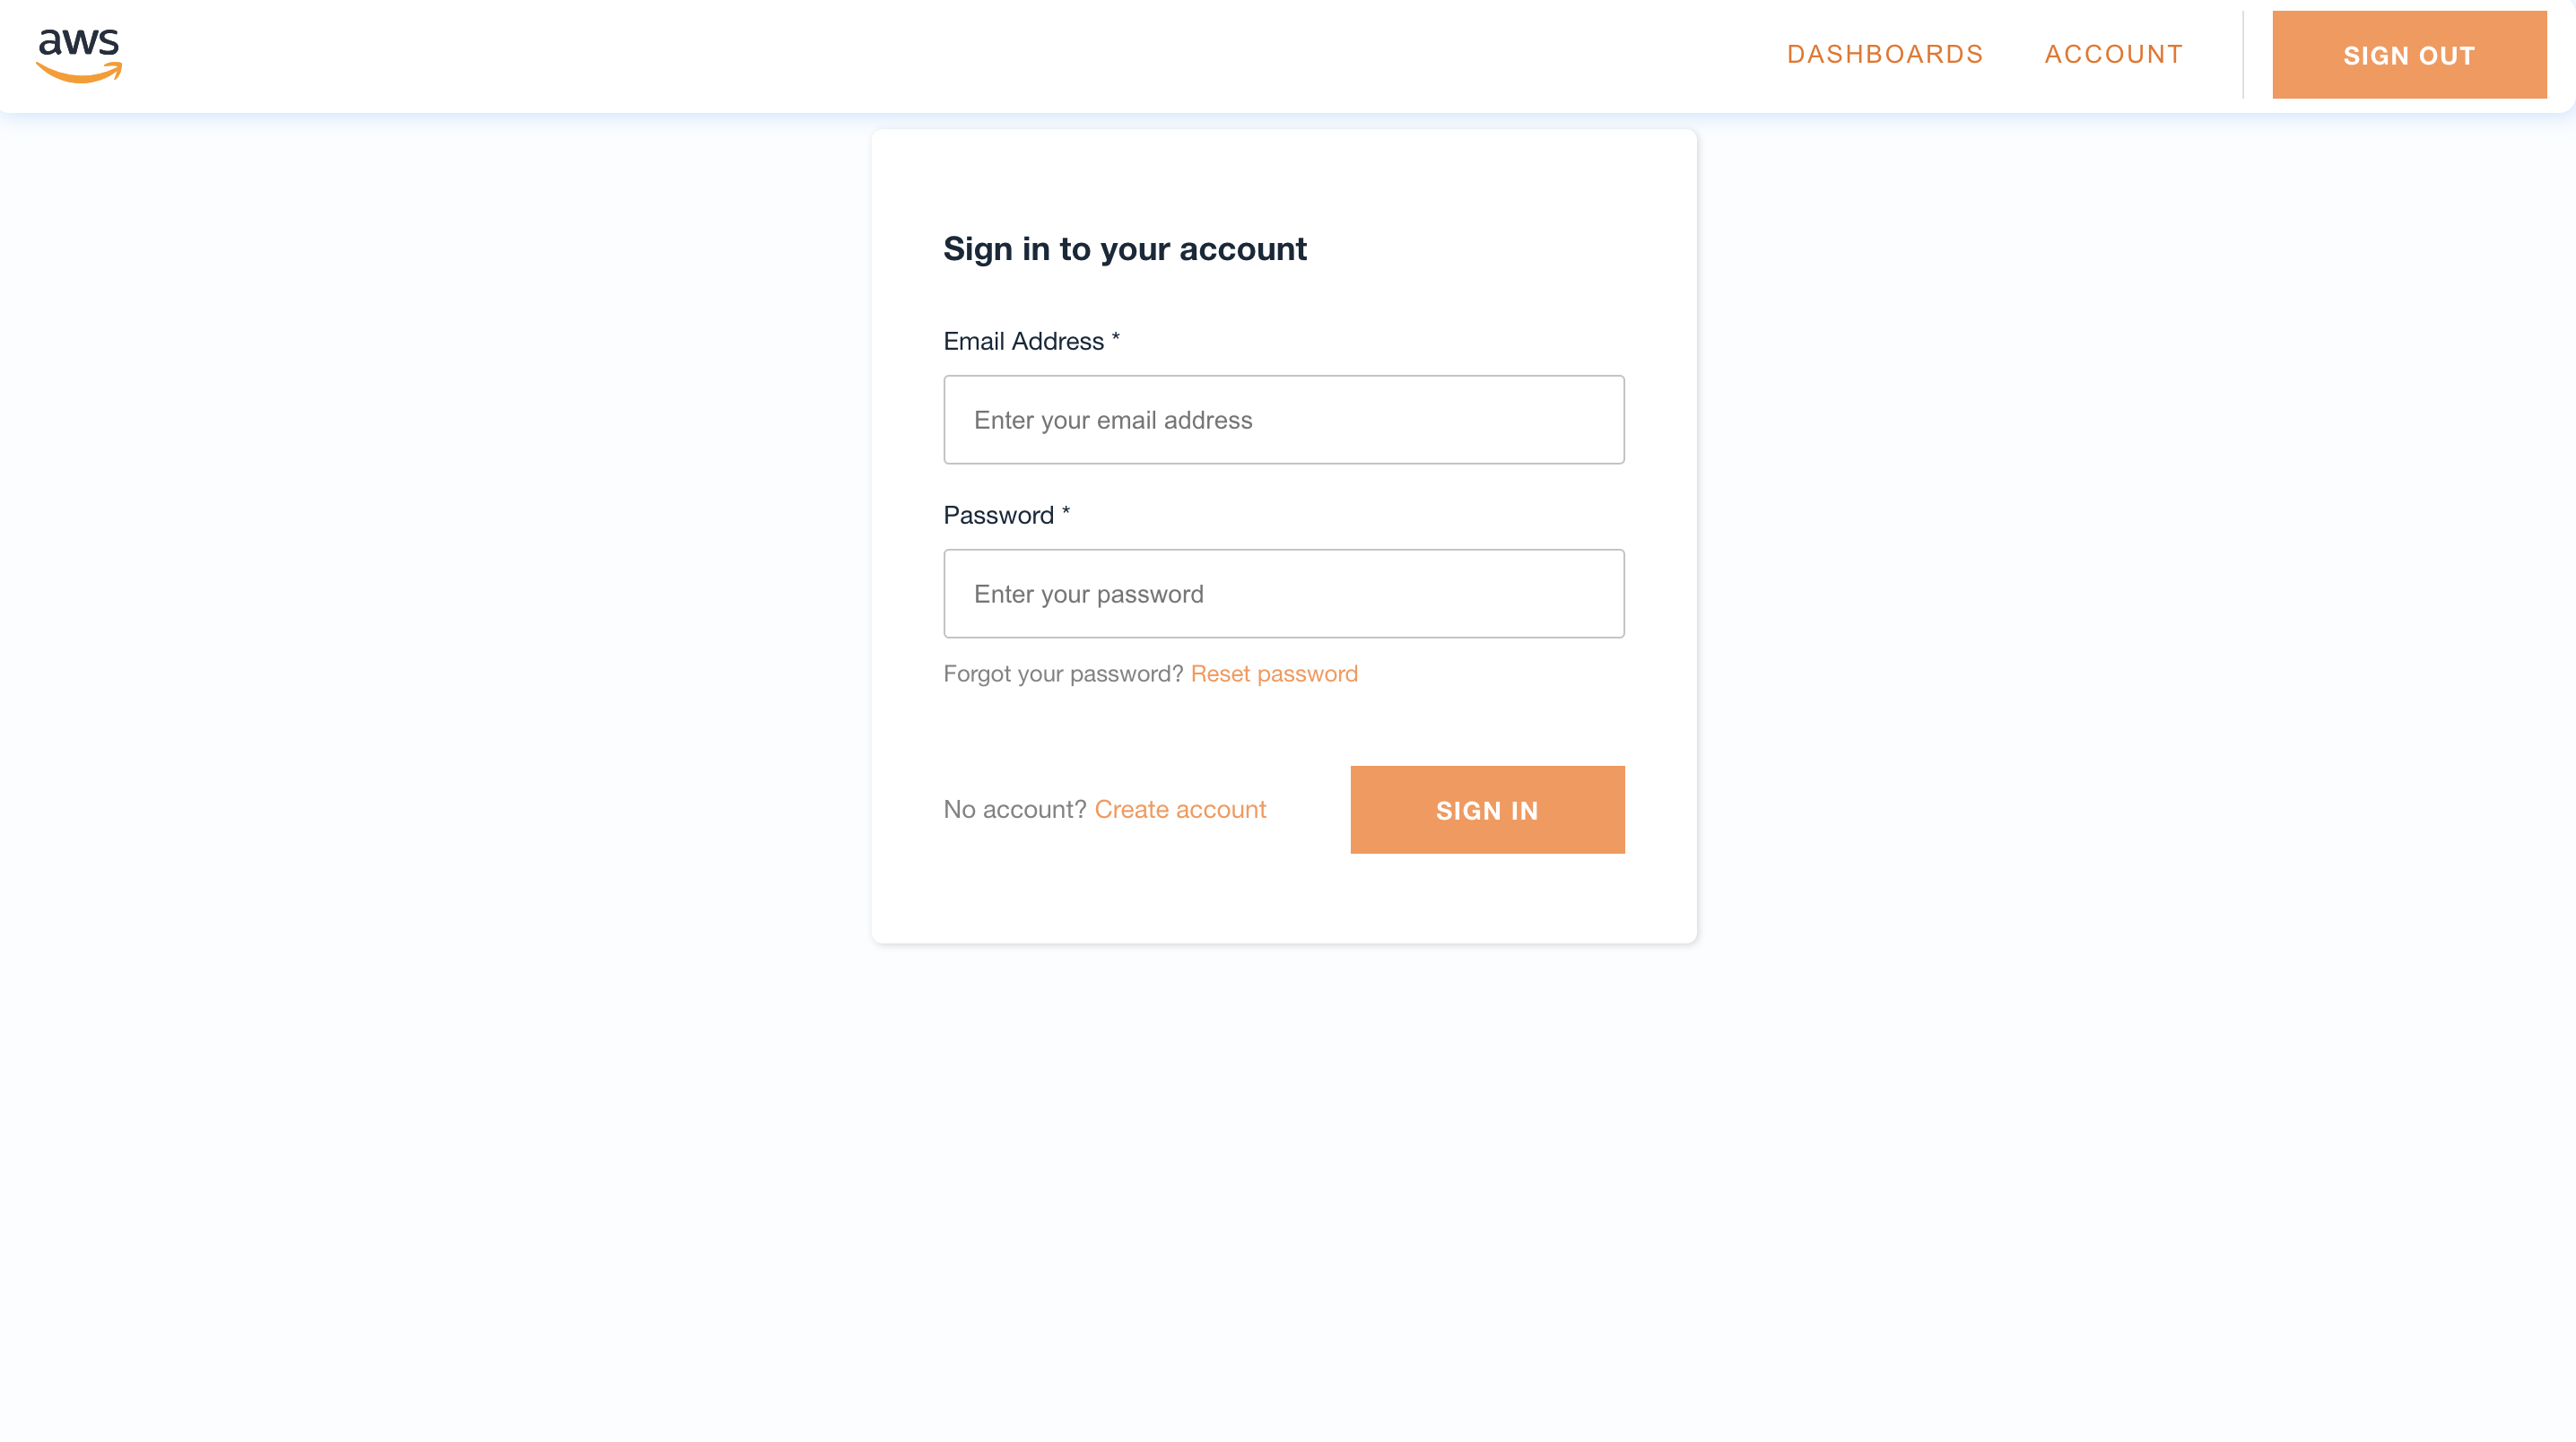 aws
DASHBOARDS
ACCOUNT
SIGN OUT
Sign in to your account
Email Address *
Enter your email address
Password *
Enter your password
Forgot your password? Reset password
No account? Create account
SIGN IN